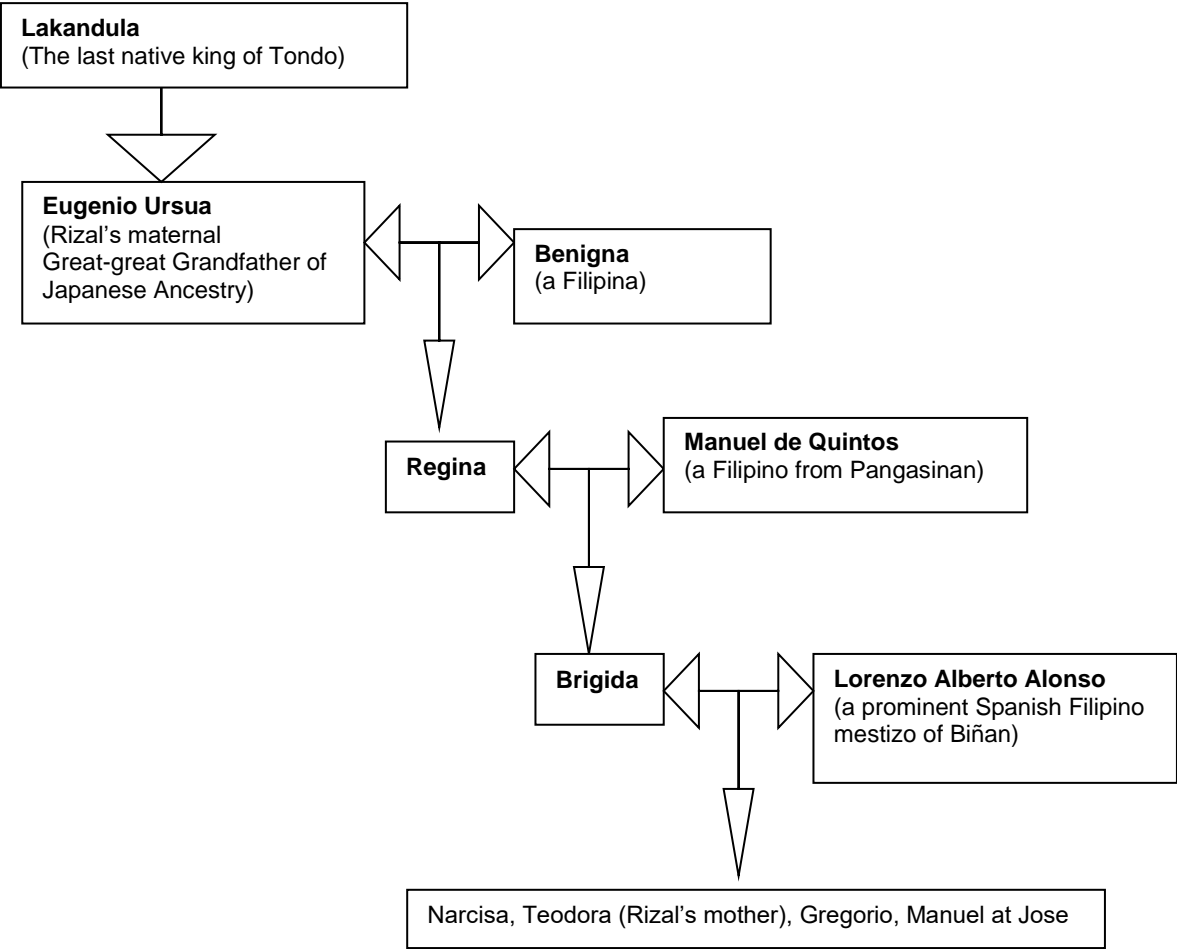 Lakandula
(The last native king of Tondo)
Eugenio Ursua
(Rizal's maternal
Great-great Grandfather of
Japanese Ancestry)
Benigna
(a Filipina)
Regina
Manuel de Quintos
(a Filipino from Pangasinan)
Brigida
Lorenzo Alberto Alonso
(a prominent Spanish Filipino
mestizo of Biñan)
Narcisa, Teodora (Rizal's mother), Gregorio, Manuel at Jose